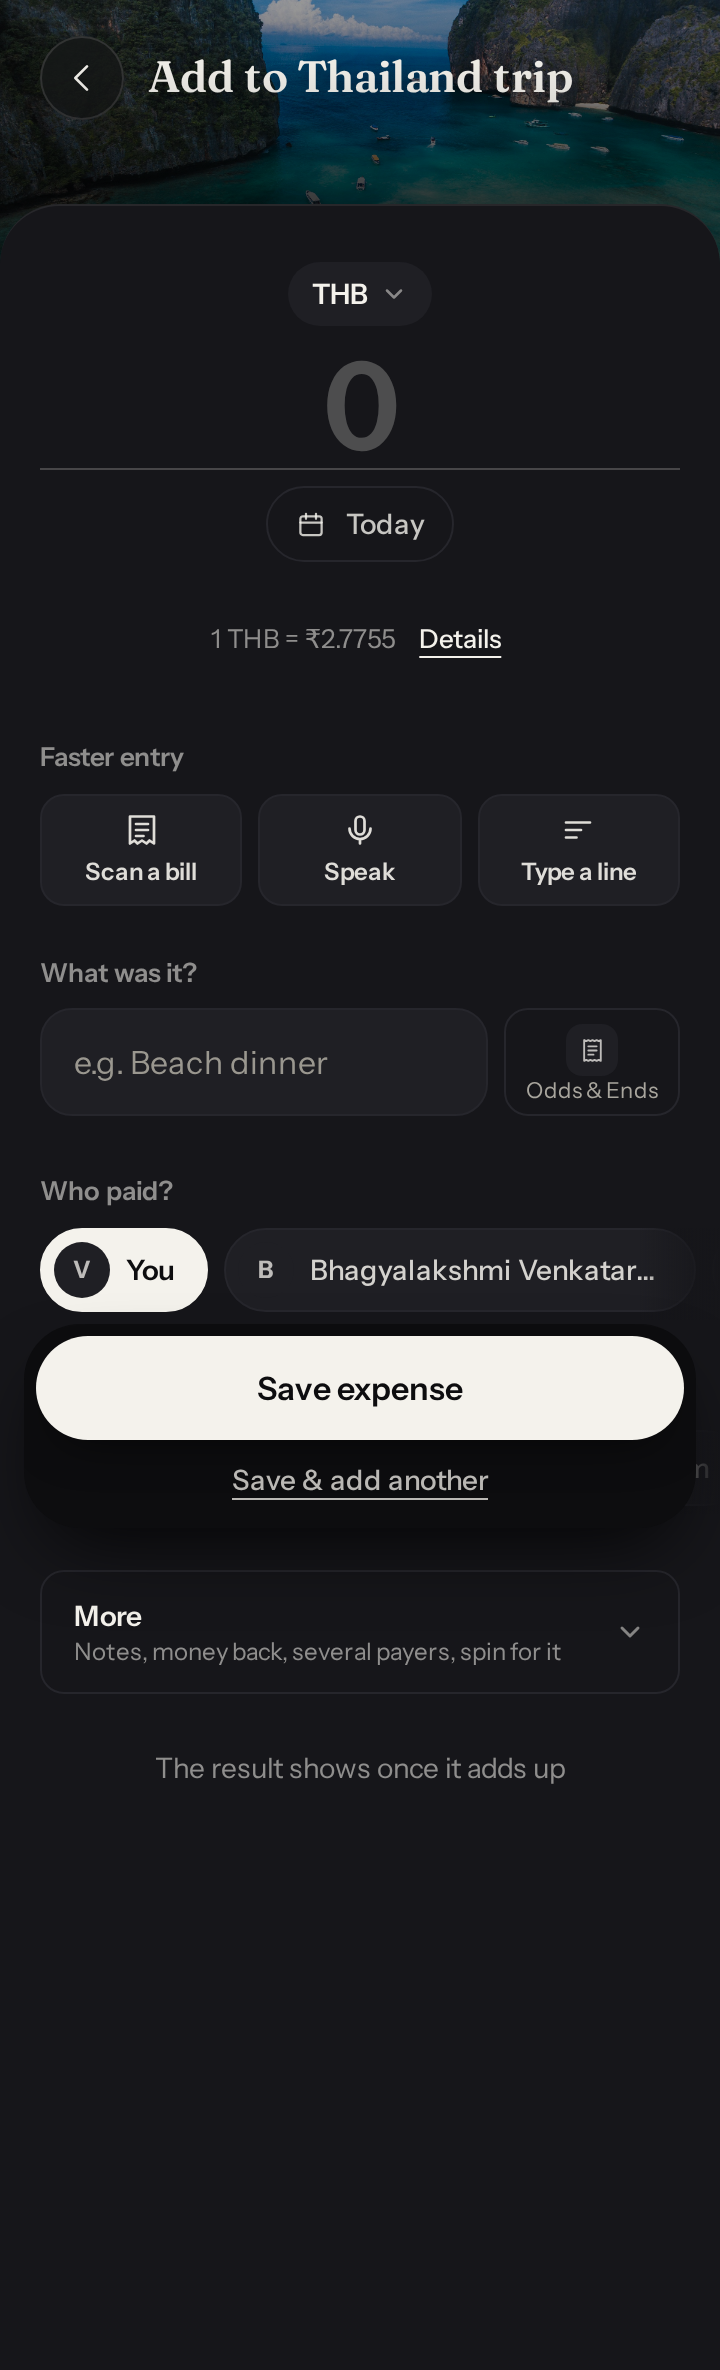 Add to Thailand trip
THB
0
Today
1 THB = ₹2.7755 Details
Faster entry
Scan a bill
Speak
Type a line
What was it?
e.g. Beach dinner
Odds & Ends
Who paid?
V You
B Bhagyalakshmi Venkatar...
Save expense
Save & add another
More
Notes, money back, several payers, spin for it
The result shows once it adds up